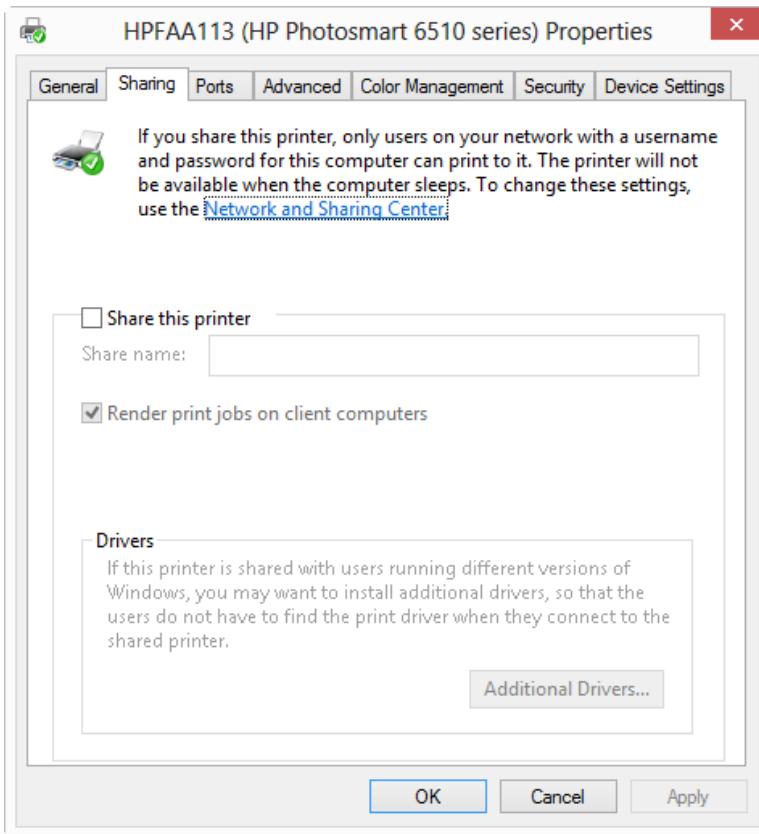 HPFAA113 (HP Photosmart 6510 series) Properties
General Sharing Ports Advanced Color Management Security Device Settings
If you share this printer, only users on your network with a username
and password for this computer can print to it. The printer will not
be available when the computer sleeps. To change these settings,
use the Network and Sharing Center.
Share this printer
Share name:
Render print jobs on client computers
Drivers
If this printer is shared with users running different versions of
Windows, you may want to install additional drivers, so that the
users do not have to find the print driver when they connect to the
shared printer.
Additional Drivers...
OK Cancel Apply